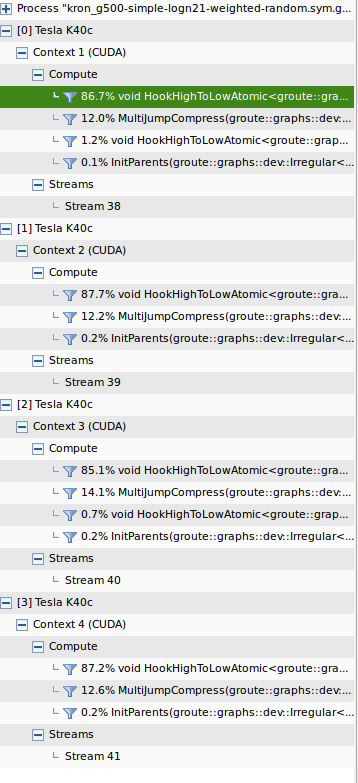 Process "kron_g500-simple-logn21-weighted-random.sym.g...
[0] Tesla K40c
Context 1 (CUDA)
Compute
86.7% void HookHighToLowAtomic<groute::gra...
12.0% MultiJumpCompress(groute::graphs::dev:...
1.2% void HookHighToLowAtomic<groute::grap...
0.1% InitParents(groute::graphs::dev::Irregular<...
Streams
Stream 38
[1] Tesla K40c
Context 2 (CUDA)
Compute
87.7% void HookHighToLowAtomic<groute::gra...
12.2% MultiJumpCompress(groute::graphs::dev:...
0.2% InitParents(groute::graphs::dev::Irregular<...
Streams
Stream 39
[2] Tesla K40c
Context 3 (CUDA)
Compute
85.1% void HookHighToLowAtomic<groute::gra...
14.1% MultiJumpCompress(groute::graphs::dev:...
0.7% void HookHighToLowAtomic<groute::grap...
0.2% InitParents(groute::graphs::dev::Irregular<...
Streams
Stream 40
[3] Tesla K40c
Context 4 (CUDA)
Compute
87.2% void HookHighToLowAtomic<groute::gra...
12.6% MultiJumpCompress(groute::graphs::dev:...
0.2% InitParents(groute::graphs::dev::Irregular<...
Streams
Stream 41